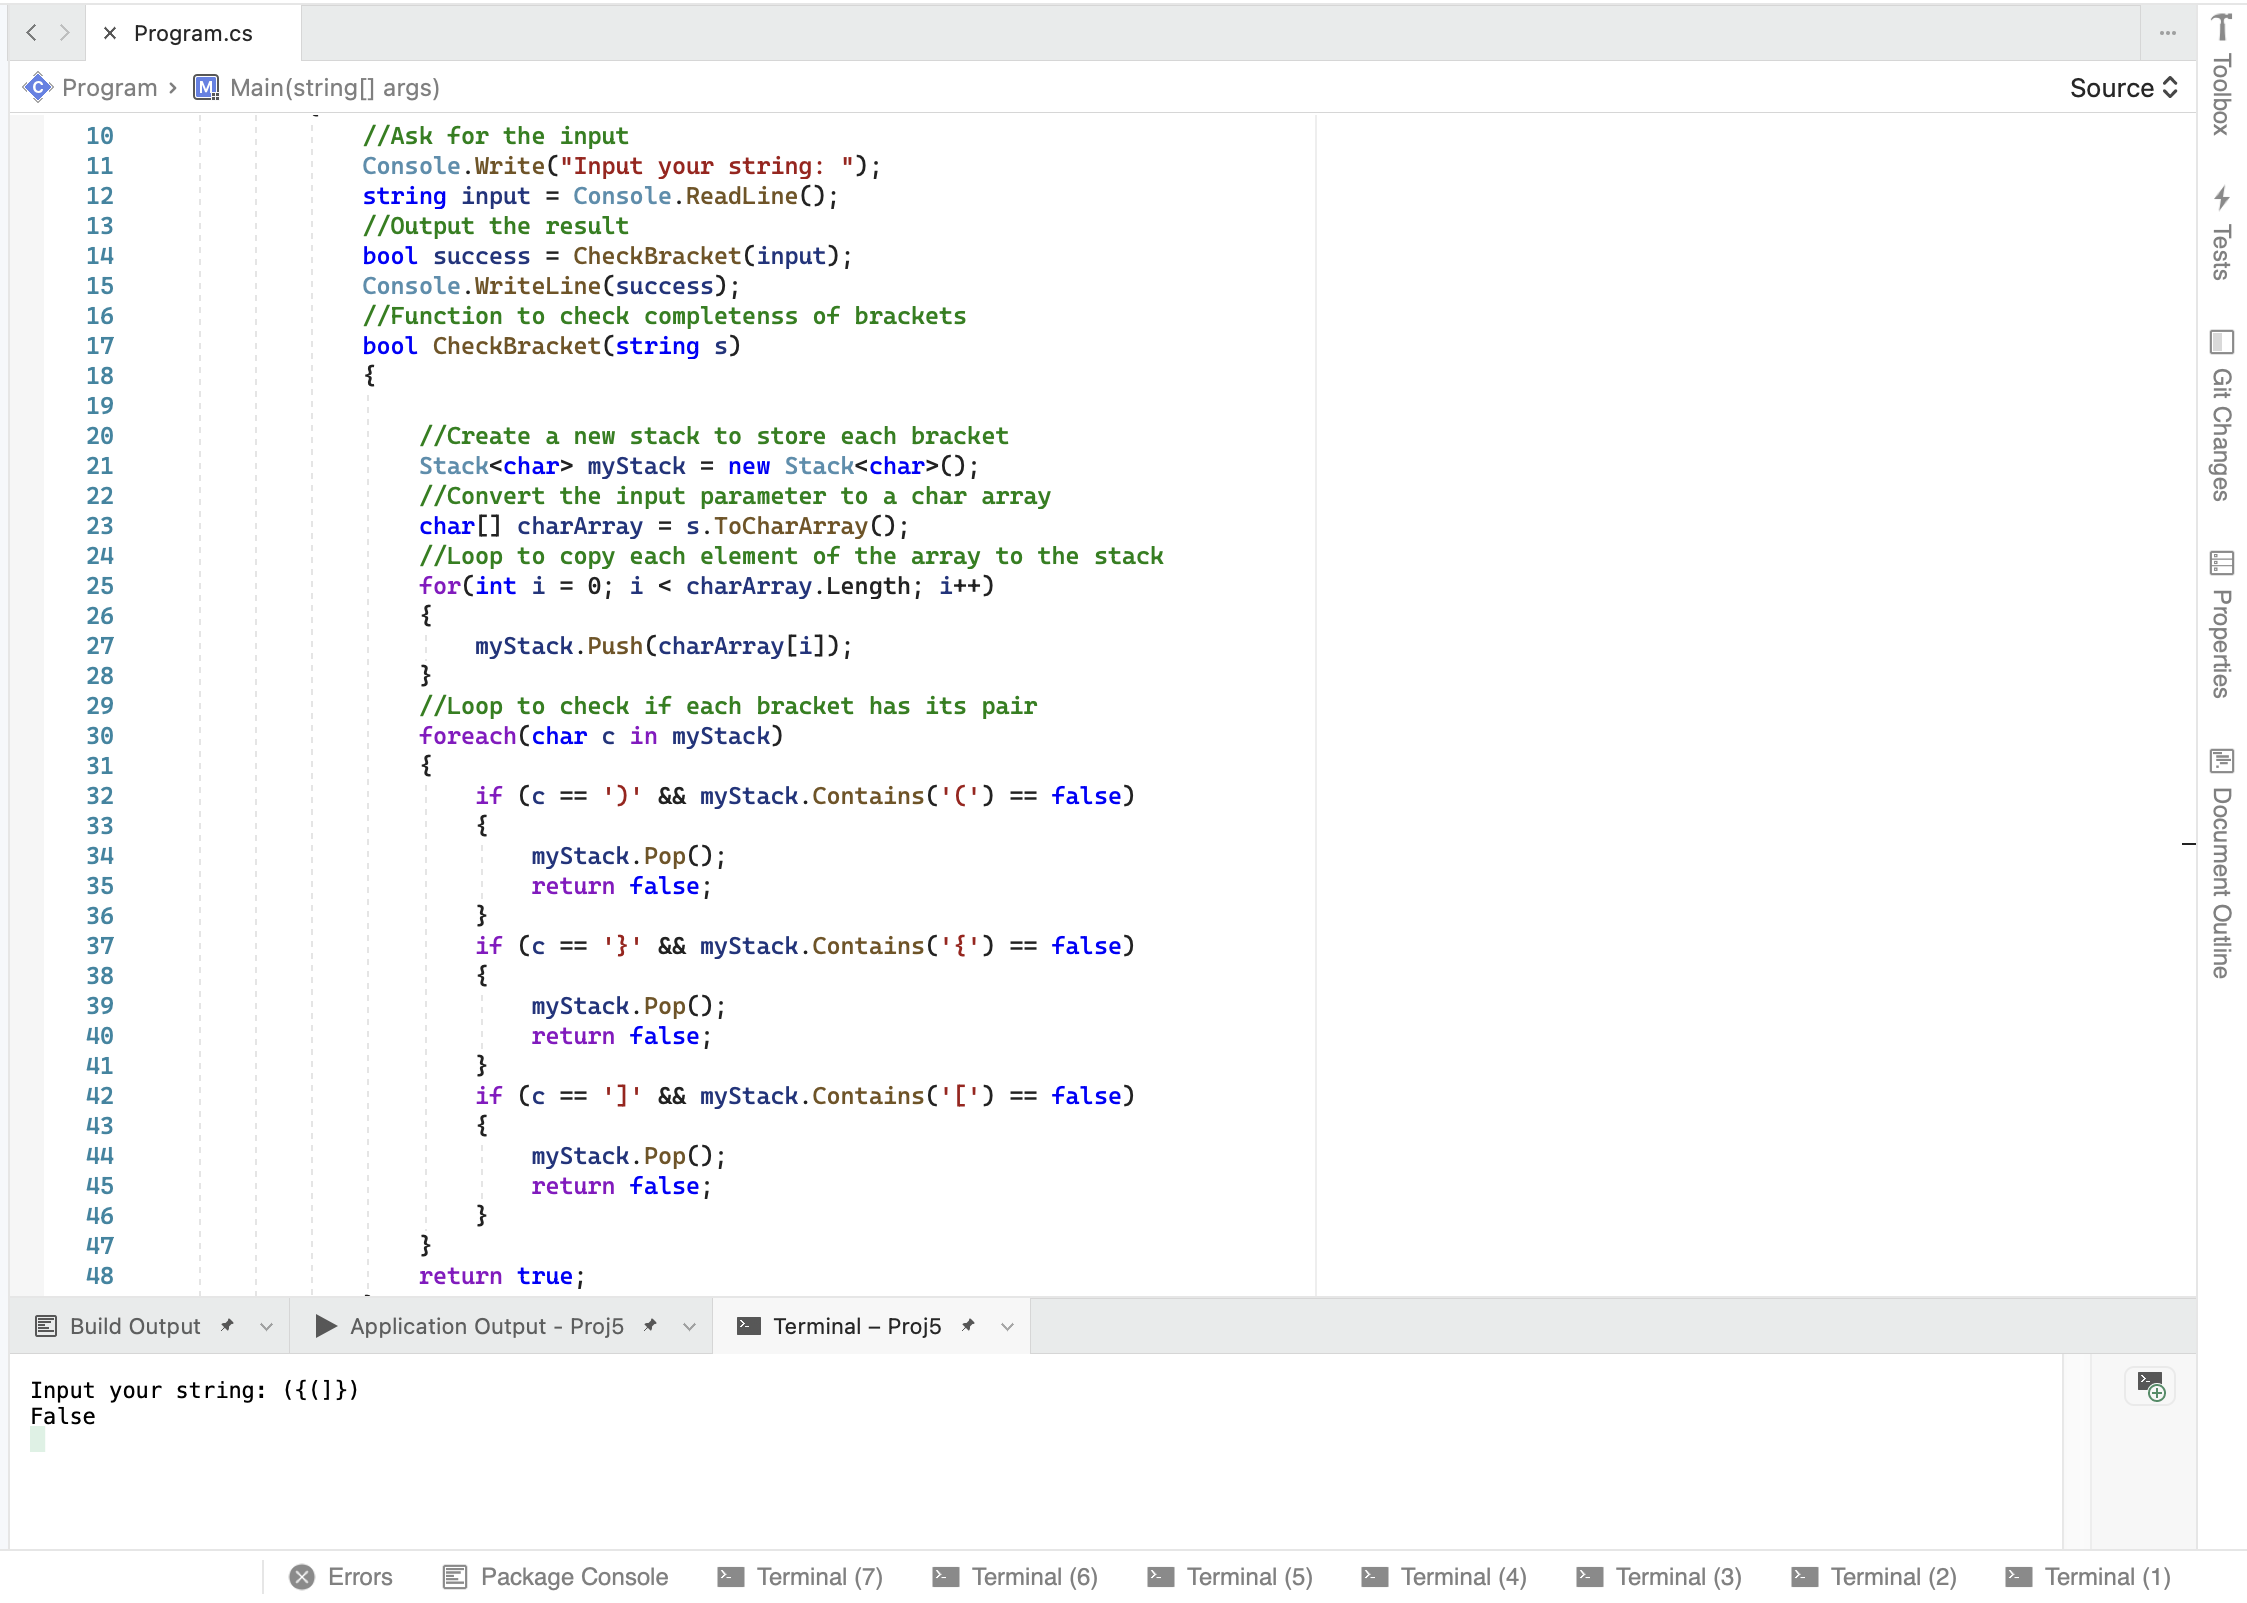 Program.cs
Program › Main(string[] args)
Source
10 //Ask for the input
11 Console.Write("Input your string: ");
12 string input = Console.ReadLine();
13 //Output the result
14 bool success = CheckBracket(input);
15 Console.WriteLine(success);
16 //Function to check completenss of brackets
17 bool CheckBracket(string s)
18 {
19
20 //Create a new stack to store each bracket
21 Stack<char> myStack = new Stack<char>();
22 //Convert the input parameter to a char array
23 char[] charArray = s.ToCharArray();
24 //Loop to copy each element of the array to the stack
25 for(int i = 0; i < charArray.Length; i++)
26 {
27 myStack.Push(charArray[i]);
28 }
29 //Loop to check if each bracket has its pair
30 foreach(char c in myStack)
31 {
32 if (c == ')' && myStack.Contains('(') == false)
33 {
34 myStack.Pop();
35 return false;
36 }
37 if (c == '}' && myStack.Contains('{') == false)
38 {
39 myStack.Pop();
40 return false;
41 }
42 if (c == ']' && myStack.Contains('[') == false)
43 {
44 myStack.Pop();
45 return false;
46 }
47 }
48 return true;
Toolbox
Tests
Git Changes
Properties
Document Outline
Build Output
Application Output - Proj5
Terminal – Proj5
Input your string: ({(]})
False
Errors
Package Console
Terminal (7)
Terminal (6)
Terminal (5)
Terminal (4)
Terminal (3)
Terminal (2)
Terminal (1)